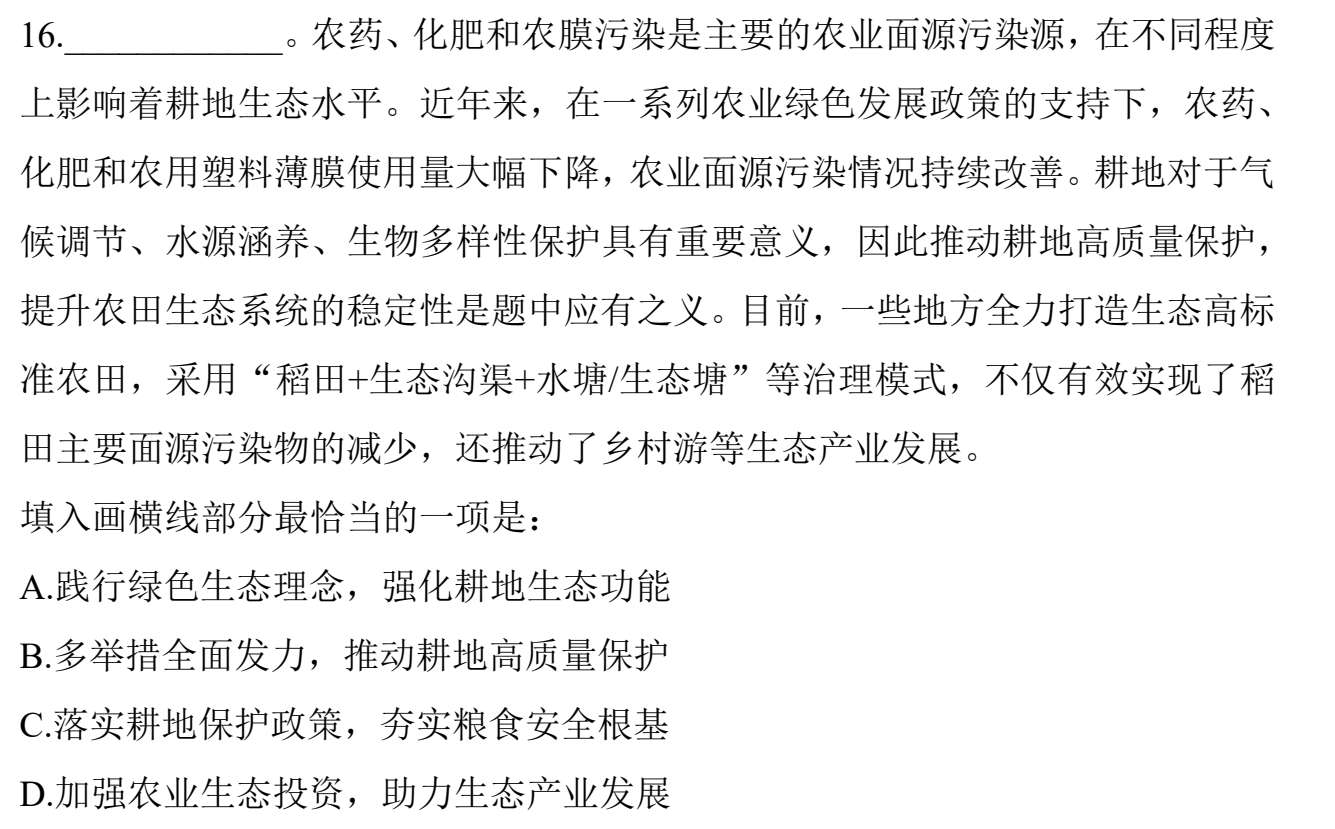 16.____________。农药、化肥和农膜污染是主要的农业面源污染源，在不同程度
上影响着耕地生态水平。近年来，在一系列农业绿色发展政策的支持下，农药、
化肥和农用塑料薄膜使用量大幅下降，农业面源污染情况持续改善。耕地对于气
候调节、水源涵养、生物多样性保护具有重要意义，因此推动耕地高质量保护，
提升农田生态系统的稳定性是题中应有之义。目前，一些地方全力打造生态高标
准农田，采用“稻田+生态沟渠+水塘/生态塘”等治理模式，不仅有效实现了稻
田主要面源污染物的减少，还推动了乡村游等生态产业发展。
填入画横线部分最恰当的一项是：
A.践行绿色生态理念，强化耕地生态功能
B.多举措全面发力，推动耕地高质量保护
C.落实耕地保护政策，夯实粮食安全根基
D.加强农业生态投资，助力生态产业发展